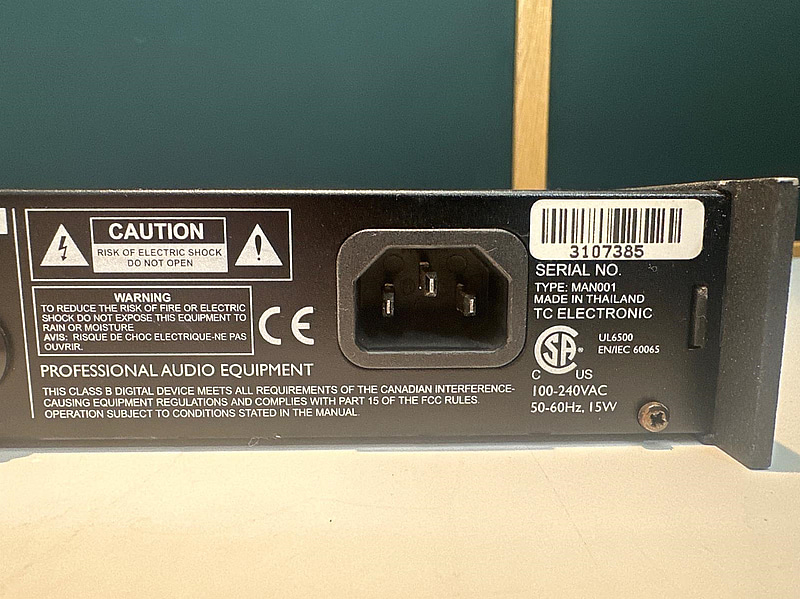 CAUTION
RISK OF ELECTRIC SHOCK
DO NOT OPEN
WARNING
TO REDUCE THE RISK OF FIRE OR ELECTRIC
SHOCK DO NOT EXPOSE THIS EQUIPMENT TO
RAIN OR MOISTURE
AVIS: RISQUE DE CHOC ELECTRIQUE-NE PAS
OUVRIR.
CE
PROFESSIONAL AUDIO EQUIPMENT
THIS CLASS B DIGITAL DEVICE MEETS ALL REQUIREMENTS OF THE CANADIAN INTERFERENCE-
CAUSING EQUIPMENT REGULATIONS AND COMPLIES WITH PART 15 OF THE FCC RULES.
OPERATION SUBJECT TO CONDITIONS STATED IN THE MANUAL.
3107385
SERIAL NO.
TYPE: MAN001
MADE IN THAILAND
TC ELECTRONIC
SA ®
C US
UL6500
EN/IEC 60065
100-240VAC
50-60Hz, 15W